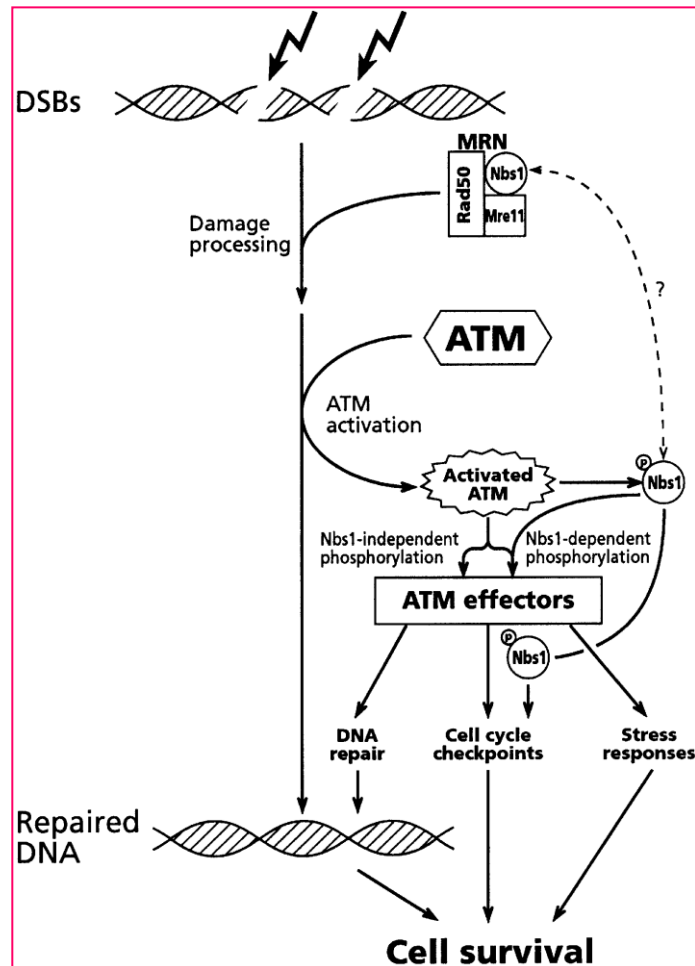 DSBs
MRN
Rad50
Nbs1
Mre11
Damage
processing
?
ATM
ATM
activation
Activated
ATM
P
Nbs1
Nbs1-independent
phosphorylation
Nbs1-dependent
phosphorylation
ATM effectors
P
Nbs1
DNA
repair
Cell cycle
checkpoints
Stress
responses
Repaired
DNA
Cell survival